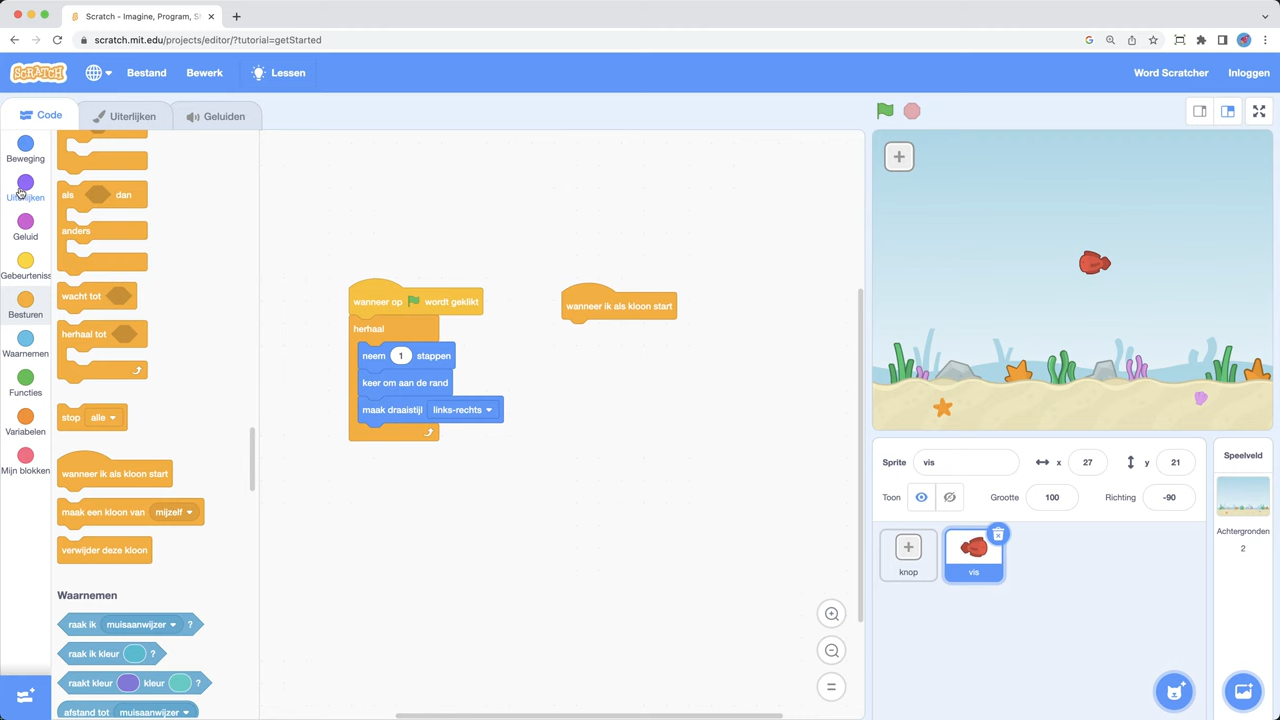 Scratch - Imagine, Program, S
scratch.mit.edu/projects/editor/?tutorial=getStarted
SCRATCH Bestand Bewerk Lessen Word Scratcher Inloggen
Code Uiterlijken Geluiden
Beweging
Uiterlijken
Geluid
Gebeurteniss
Besturen
Waarnemen
Functies
Variabelen
Mijn blokken
als dan
anders
wacht tot
herhaal tot
stop alle
wanneer ik als kloon start
maak een kloon van mijzelf
verwijder deze kloon
Waarnemen
raak ik muisaanwijzer ?
raak ik kleur ?
raakt kleur kleur ?
afstand tot muisaanwijzer
wanneer op wordt geklikt
herhaal
neem 1 stappen
keer om aan de rand
maak draaistijl links-rechts
wanneer ik als kloon start
Sprite vis x 27 y 21
Toon Grootte 100 Richting -90
knop
vis
Speelveld
Achtergronden
2